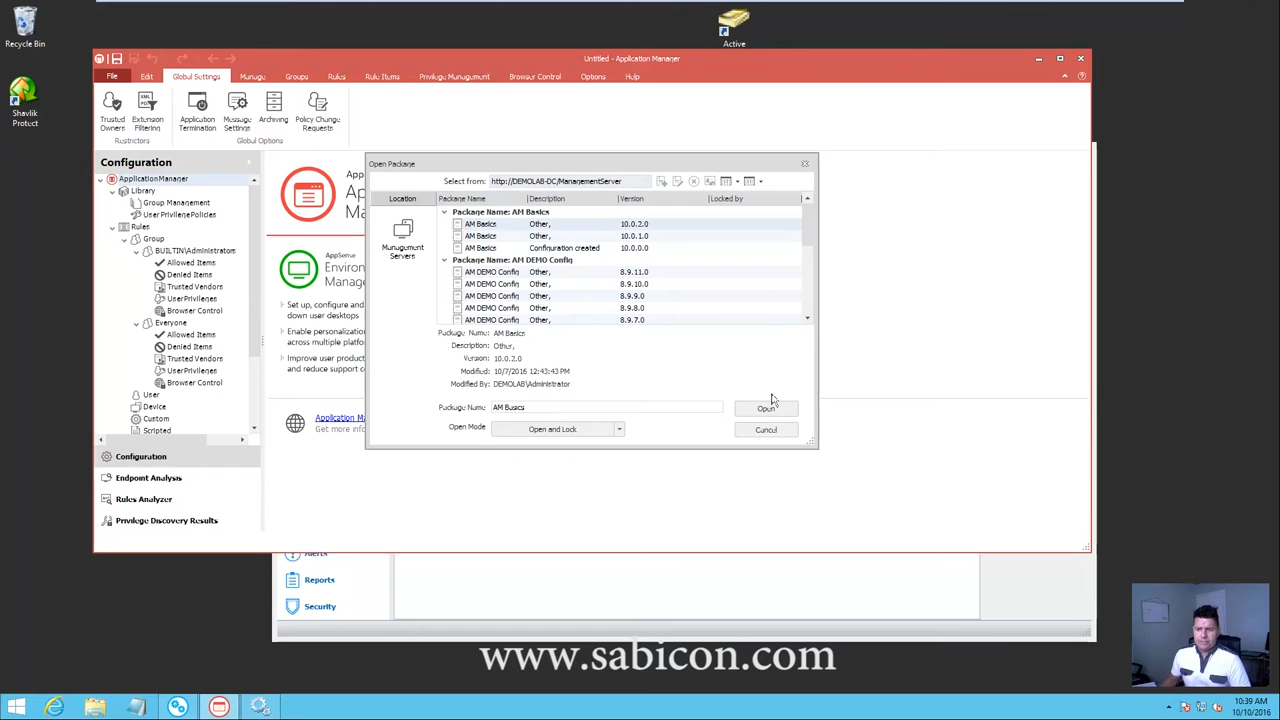 Recycle Bin
Active
Shavlik
Protect
Untitled - Application Manager
File Edit Global Settings Manage Groups Rules Rule Items Privilege Management Browser Control Options Help
Trusted Owners
Extension Filtering
Application Termination
Message Settings
Archiving
Policy Change Requests
Restrictors
Global Options
Configuration
ApplicationManager
Library
Group Management
User Privilege Policies
Rules
Group
BUILTIN\Administrators
Allowed Items
Denied Items
Trusted Vendors
User Privileges
Browser Control
Everyone
Allowed Items
Denied Items
Trusted Vendors
User Privileges
Browser Control
User
Device
Custom
Scripted
Configuration
Endpoint Analysis
Rules Analyzer
Privilege Discovery Results
AppSense
Set up, configure and
down user desktops
Enable personalization
across multiple platform
Improve user product
and reduce support c
Get more info
Open Package
Select from: http://DEMOLAB-DC/ManagementServer
Location
Management
Servers
Package Name Description Version Locked by
Package Name: AM Basics
AM Basics Other, 10.0.2.0
AM Basics Other, 10.0.1.0
AM Basics Configuration created 10.0.0.0
Package Name: AM DEMO Config
AM DEMO Config Other, 8.9.11.0
AM DEMO Config Other, 8.9.10.0
AM DEMO Config Other, 8.9.9.0
AM DEMO Config Other, 8.9.8.0
AM DEMO Config Other, 8.9.7.0
Package Name: AM Basics
Description: Other,
Version: 10.0.2.0
Modified: 10/7/2016 12:43:43 PM
Modified By: DEMOLAB\Administrator
Package Name AM Basics
Open
Open Mode Open and Lock
Cancel
Alerts
Reports
Security
www.sabicon.com
10:39 AM
10/10/2016